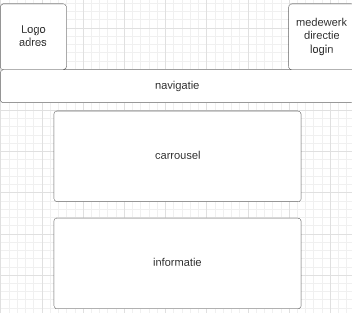 Logo
adres
medewerk
directie
login
navigatie
carrousel
informatie